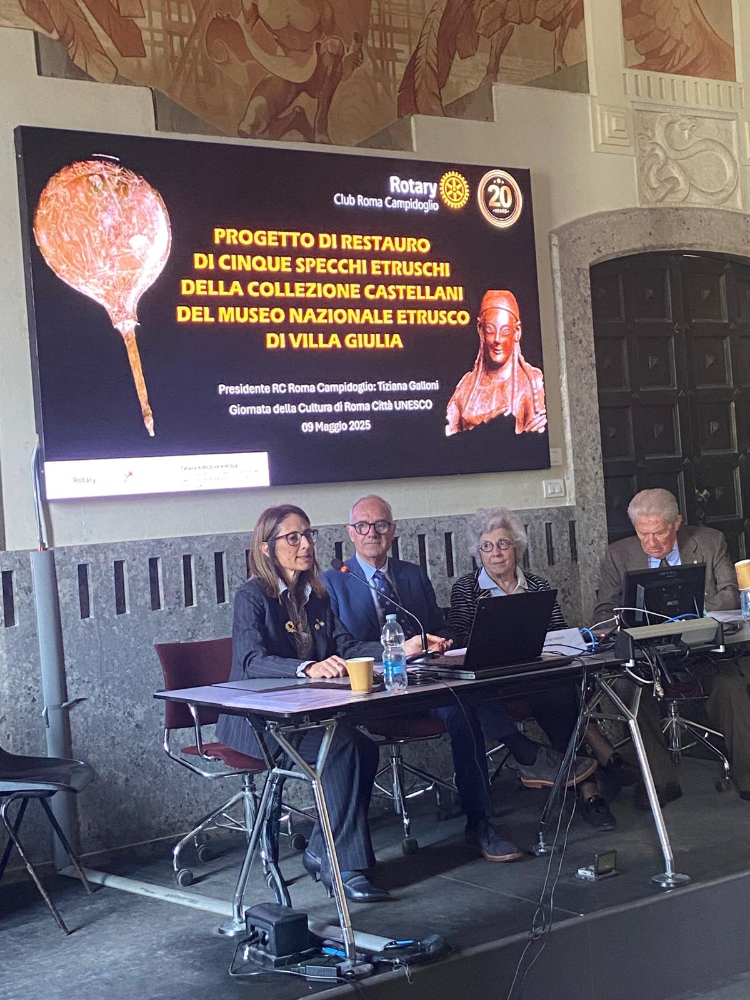 Rotary
Club Roma Campidoglio
20
YEARS
PROGETTO DI RESTAURO
DI CINQUE SPECCHI ETRUSCHI
DELLA COLLEZIONE CASTELLANI
DEL MUSEO NAZIONALE ETRUSCO
DI VILLA GIULIA
Presidente RC Roma Campidoglio: Tiziana Galloni
Giornata della Cultura di Roma Città UNESCO
09 Maggio 2025
Rotary